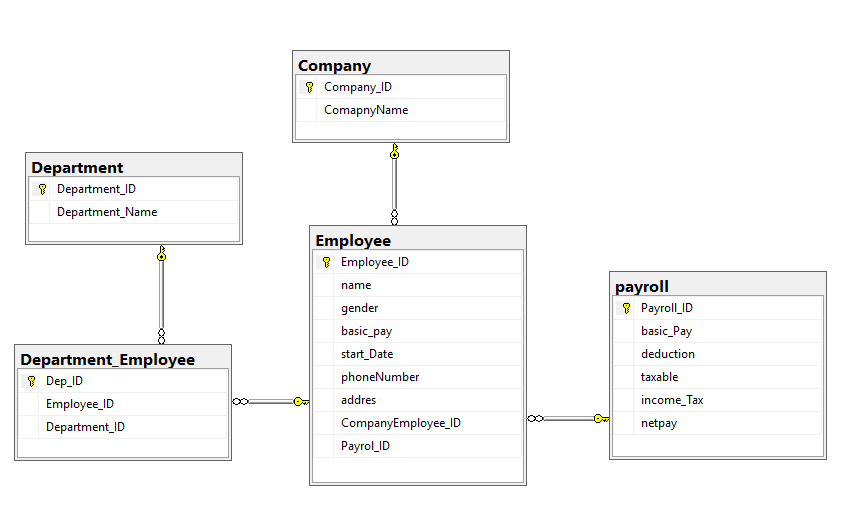 Company
Company_ID
ComapnyName
Department
Department_ID
Department_Name
Employee
Employee_ID
name
gender
basic_pay
start_Date
phoneNumber
addres
CompanyEmployee_ID
Payrol_ID
payroll
Payroll_ID
basic_Pay
deduction
taxable
income_Tax
netpay
Department_Employee
Dep_ID
Employee_ID
Department_ID